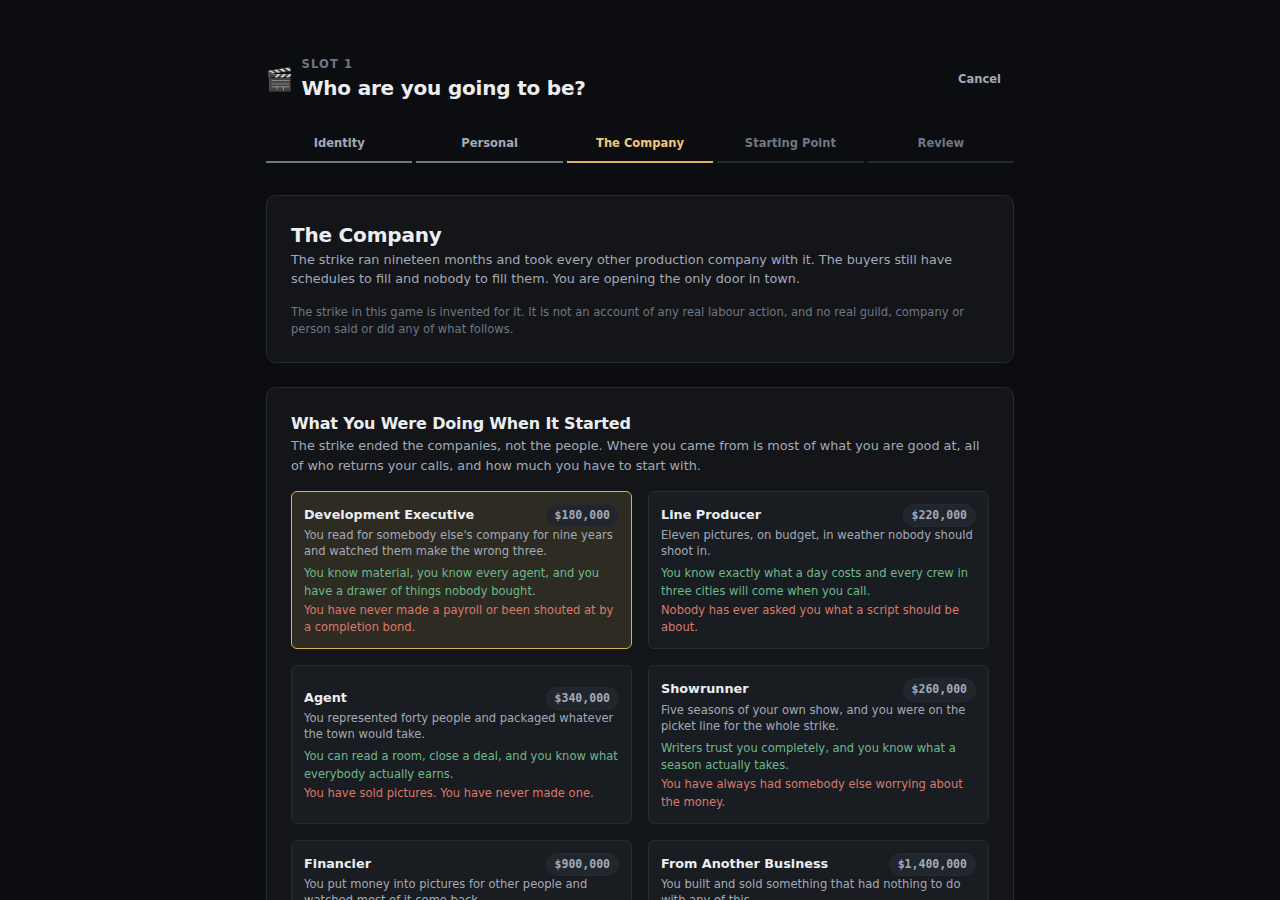 SLOT 1
Who are you going to be?
Cancel
Identity
Personal
The Company
Starting Point
Review
The Company
The strike ran nineteen months and took every other production company with it. The buyers still have
schedules to fill and nobody to fill them. You are opening the only door in town.
The strike in this game is invented for it. It is not an account of any real labour action, and no real guild, company or
person said or did any of what follows.
What You Were Doing When It Started
The strike ended the companies, not the people. Where you came from is most of what you are good at, all
of who returns your calls, and how much you have to start with.
Development Executive
$180,000
You read for somebody else's company for nine years
and watched them make the wrong three.
You know material, you know every agent, and you
have a drawer of things nobody bought.
You have never made a payroll or been shouted at by
a completion bond.
Line Producer
$220,000
Eleven pictures, on budget, in weather nobody should
shoot in.
You know exactly what a day costs and every crew in
three cities will come when you call.
Nobody has ever asked you what a script should be
about.
Agent
$340,000
You represented forty people and packaged whatever
the town would take.
You can read a room, close a deal, and you know what
everybody actually earns.
You have sold pictures. You have never made one.
Showrunner
$260,000
Five seasons of your own show, and you were on the
picket line for the whole strike.
Writers trust you completely, and you know what a
season actually takes.
You have always had somebody else worrying about
the money.
Financier
$900,000
You put money into pictures for other people and
watched most of it come back.
From Another Business
$1,400,000
You built and sold something that had nothing to do
with any of this.